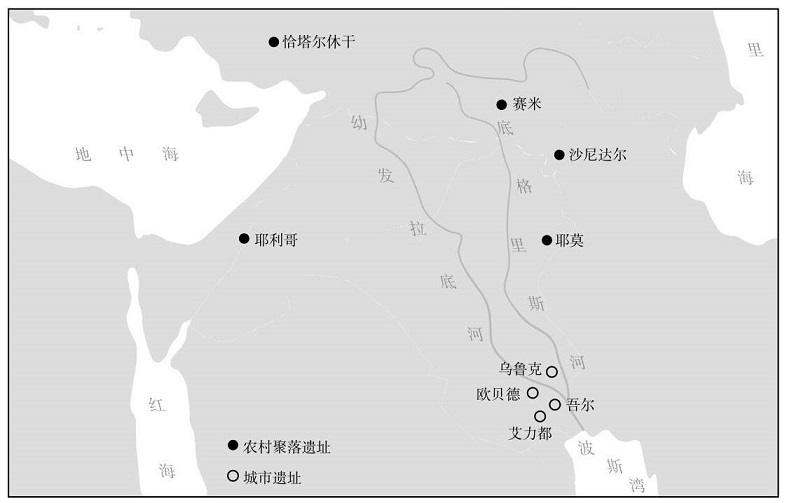 恰塔尔休干
里海
赛米
幼发拉底河
底格里斯河
地中海
沙尼达尔
耶利哥
耶莫
乌鲁克
欧贝德
吾尔
艾力都
红海
波斯湾
农村聚落遗址
城市遗址